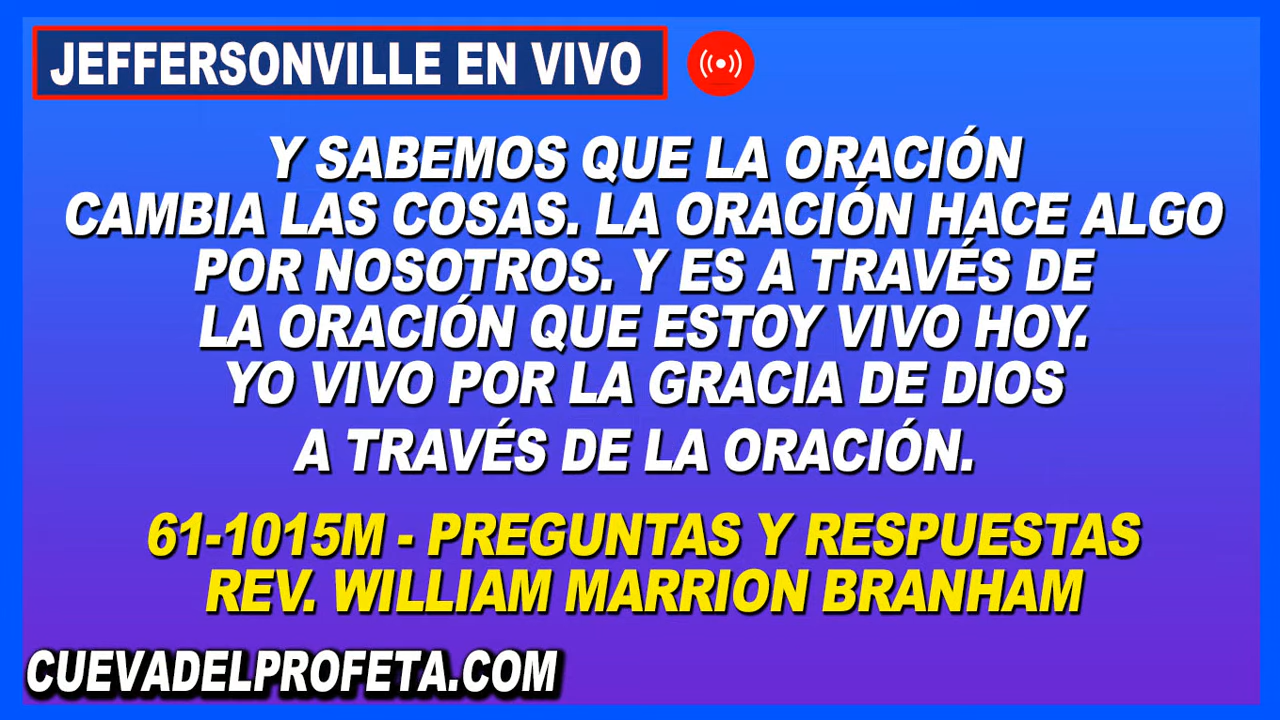 JEFFERSONVILLE EN VIVO
Y SABEMOS QUE LA ORACIÓN
CAMBIA LAS COSAS. LA ORACIÓN HACE ALGO
POR NOSOTROS. Y ES A TRAVÉS DE
LA ORACIÓN QUE ESTOY VIVO HOY.
YO VIVO POR LA GRACIA DE DIOS
A TRAVÉS DE LA ORACIÓN.
61-1015M - PREGUNTAS Y RESPUESTAS
REV. WILLIAM MARRION BRANHAM
CUEVADELPROFETA.COM